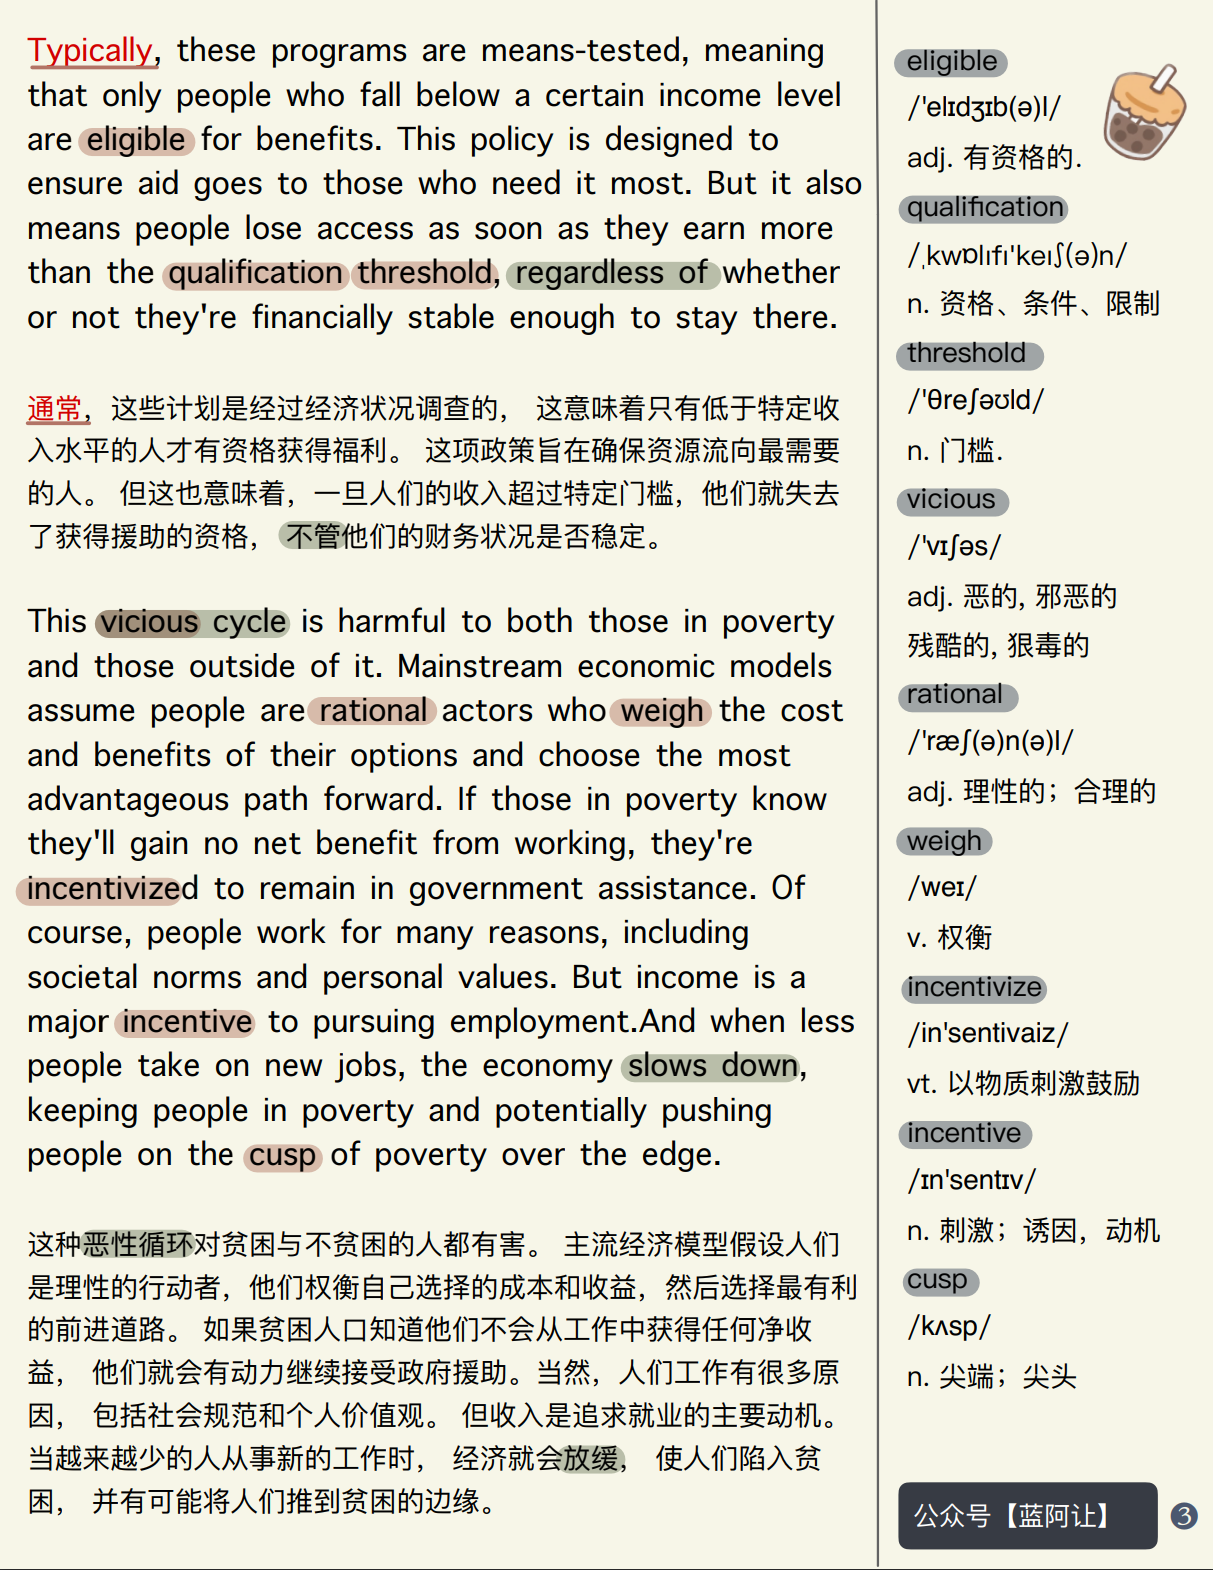 Typically, these programs are means-tested, meaning
that only people who fall below a certain income level
are eligible for benefits. This policy is designed to
ensure aid goes to those who need it most. But it also
means people lose access as soon as they earn more
than the qualification threshold, regardless of whether
or not they're financially stable enough to stay there.
通常，这些计划是经过经济状况调查的， 这意味着只有低于特定收
入水平的人才有资格获得福利。 这项政策旨在确保资源流向最需要
的人。 但这也意味着，一旦人们的收入超过特定门槛，他们就失去
了获得援助的资格， 不管他们的财务状况是否稳定。
This vicious cycle is harmful to both those in poverty
and those outside of it. Mainstream economic models
assume people are rational actors who weigh the cost
and benefits of their options and choose the most
advantageous path forward. If those in poverty know
they'll gain no net benefit from working, they're
incentivized to remain in government assistance. Of
course, people work for many reasons, including
societal norms and personal values. But income is a
major incentive to pursuing employment.And when less
people take on new jobs, the economy slows down,
keeping people in poverty and potentially pushing
people on the cusp of poverty over the edge.
这种恶性循环对贫困与不贫困的人都有害。 主流经济模型假设人们
是理性的行动者，他们权衡自己选择的成本和收益，然后选择最有利
的前进道路。 如果贫困人口知道他们不会从工作中获得任何净收
益， 他们就会有动力继续接受政府援助。当然，人们工作有很多原
因， 包括社会规范和个人价值观。 但收入是追求就业的主要动机。
当越来越少的人从事新的工作时， 经济就会放缓， 使人们陷入贫
困， 并有可能将人们推到贫困的边缘。
eligible
/'elɪdʒɪb(ə)l/
adj. 有资格的.
qualification
/ˌkwɒlɪfɪ'keɪʃ(ə)n/
n. 资格、条件、限制
threshold
/'θreʃəʊld/
n. 门槛.
vicious
/'vɪʃəs/
adj. 恶的, 邪恶的
残酷的, 狠毒的
rational
/'ræʃ(ə)n(ə)l/
adj. 理性的；合理的
weigh
/weɪ/
v. 权衡
incentivize
/in'sentivaiz/
vt. 以物质刺激鼓励
incentive
/ɪn'sentɪv/
n. 刺激；诱因，动机
cusp
/kʌsp/
n. 尖端；尖头
公众号【蓝阿让】 ❸